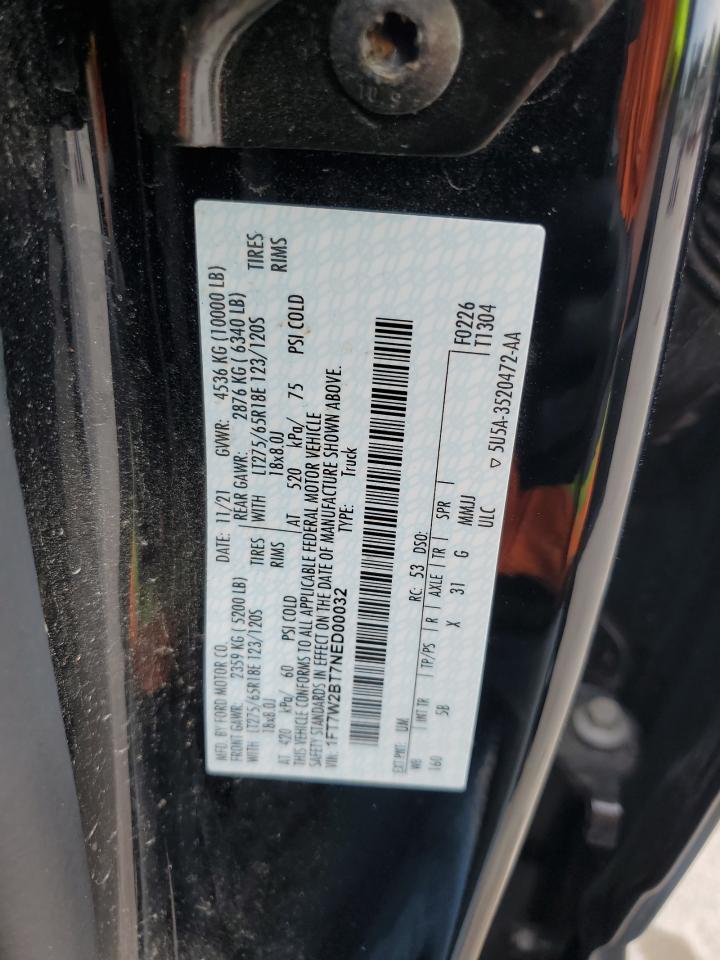 MFD. BY FORD MOTOR CO.
DATE: 11/21 GVWR: 4536 KG (10000 LB)
FRONT GAWR: 2359 KG (5200 LB) REAR GAWR: 2876 KG ( 6340 LB)
WITH LT275/65R18E 123/120S TIRES WITH LT275/65R18E 123/120S TIRES
18x8.0J RIMS 18x8.0J RIMS
AT 420 kPa/ 60 PSI COLD AT 520 kPa/ 75 PSI COLD
THIS VEHICLE CONFORMS TO ALL APPLICABLE FEDERAL MOTOR VEHICLE
SAFETY STANDARDS IN EFFECT ON THE DATE OF MANUFACTURE SHOWN ABOVE.
VIN: 1FT7W2BT7NED00032 TYPE: Truck
EXT PNT: UM RC: 53 DSO: F0226
WB INT TR TP/PS R AXLE TR SPR T1304
160 5B X 31 G MMJJ
ULC
▽ 5U5A-3520472-AA
10 9